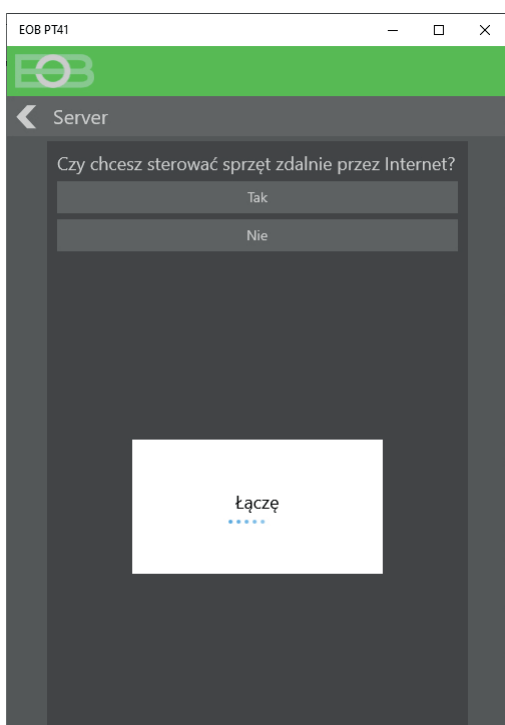 EOB PT41
EOB
Server
Czy chcesz sterować sprzęt zdalnie przez Internet?
Tak
Nie
Łączę